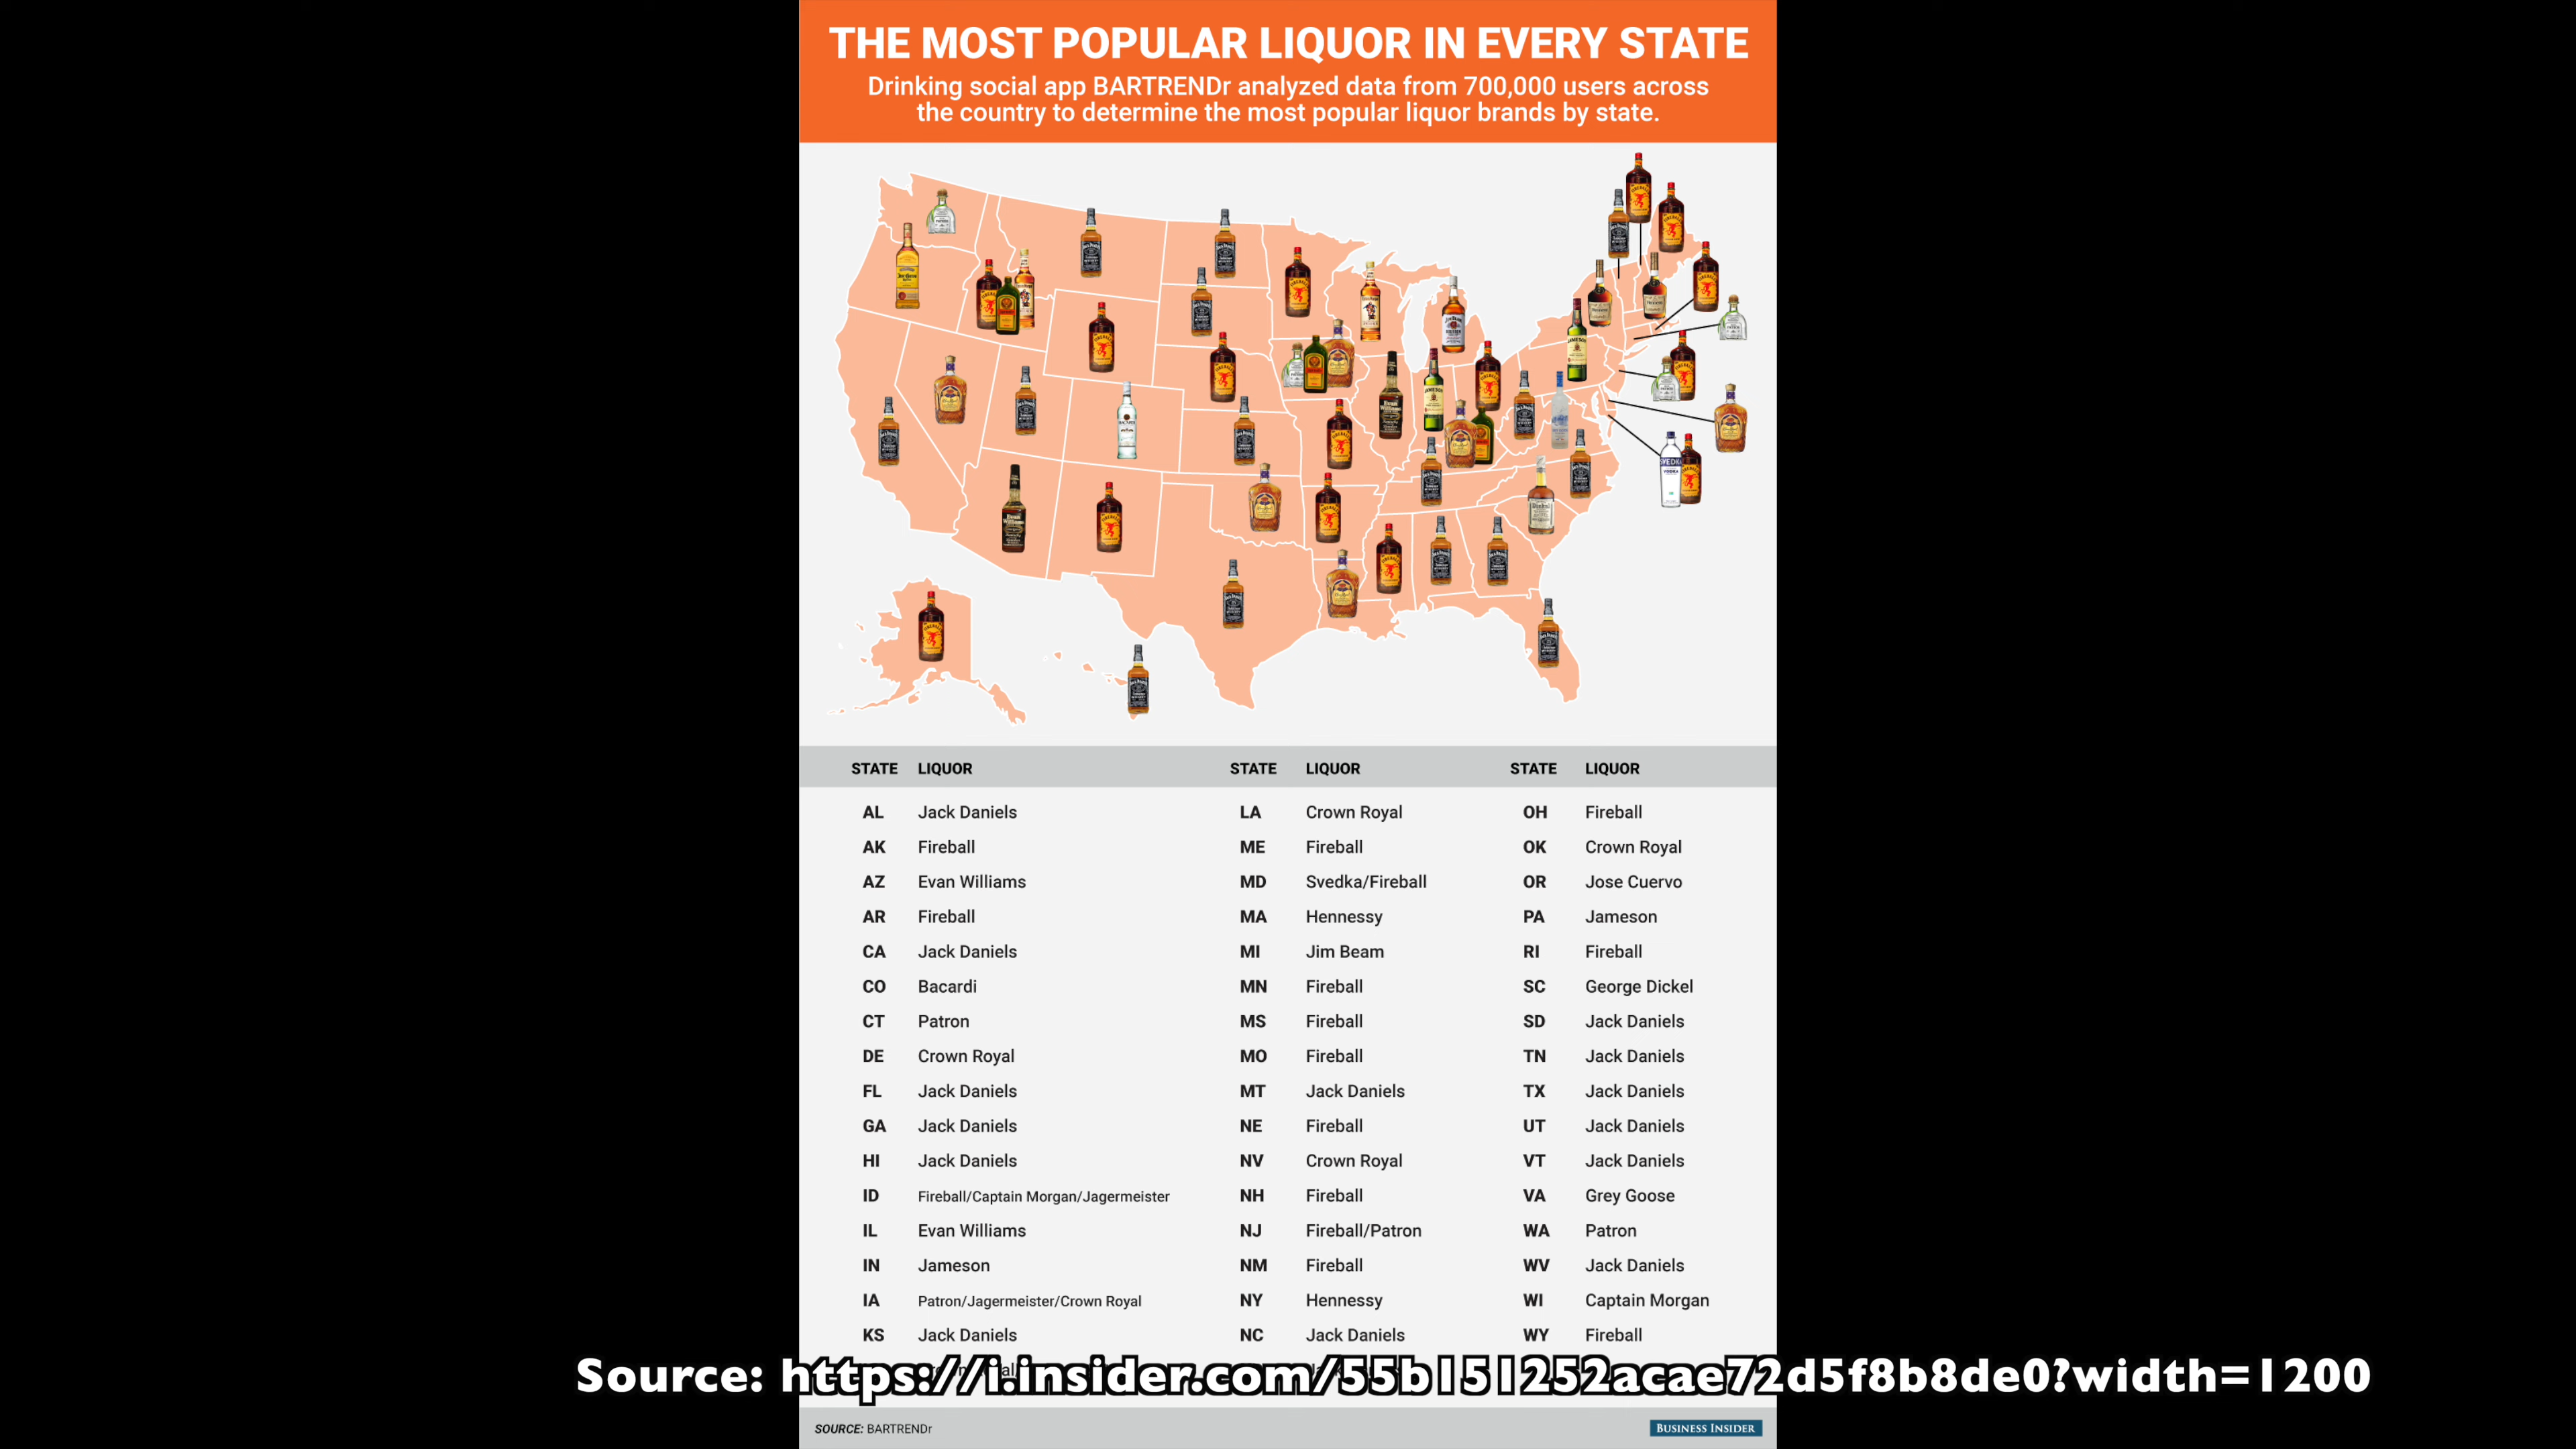 THE MOST POPULAR LIQUOR IN EVERY STATE
Drinking social app BARTRENDr analyzed data from 700,000 users across
the country to determine the most popular liquor brands by state.
STATE LIQUOR STATE LIQUOR STATE LIQUOR
AL Jack Daniels LA Crown Royal OH Fireball
AK Fireball ME Fireball OK Crown Royal
AZ Evan Williams MD Svedka/Fireball OR Jose Cuervo
AR Fireball MA Hennessy PA Jameson
CA Jack Daniels MI Jim Beam RI Fireball
CO Bacardi MN Fireball SC George Dickel
CT Patron MS Fireball SD Jack Daniels
DE Crown Royal MO Fireball TN Jack Daniels
FL Jack Daniels MT Jack Daniels TX Jack Daniels
GA Jack Daniels NE Fireball UT Jack Daniels
HI Jack Daniels NV Crown Royal VT Jack Daniels
ID Fireball/Captain Morgan/Jagermeister NH Fireball VA Grey Goose
IL Evan Williams NJ Fireball/Patron WA Patron
IN Jameson NM Fireball WV Jack Daniels
IA Patron/Jagermeister/Crown Royal NY Hennessy WI Captain Morgan
KS Jack Daniels NC Jack Daniels WY Fireball
Source: https://i.insider.com/55b151252acae72d5f8b8de0?width=1200
SOURCE: BARTRENDr
BUSINESS INSIDER